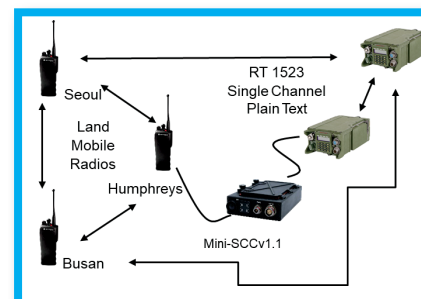 RT 1523
Single Channel
Plain Text
Seoul
Land
Mobile
Radios
Humphreys
Mini-SCCv1.1
Busan